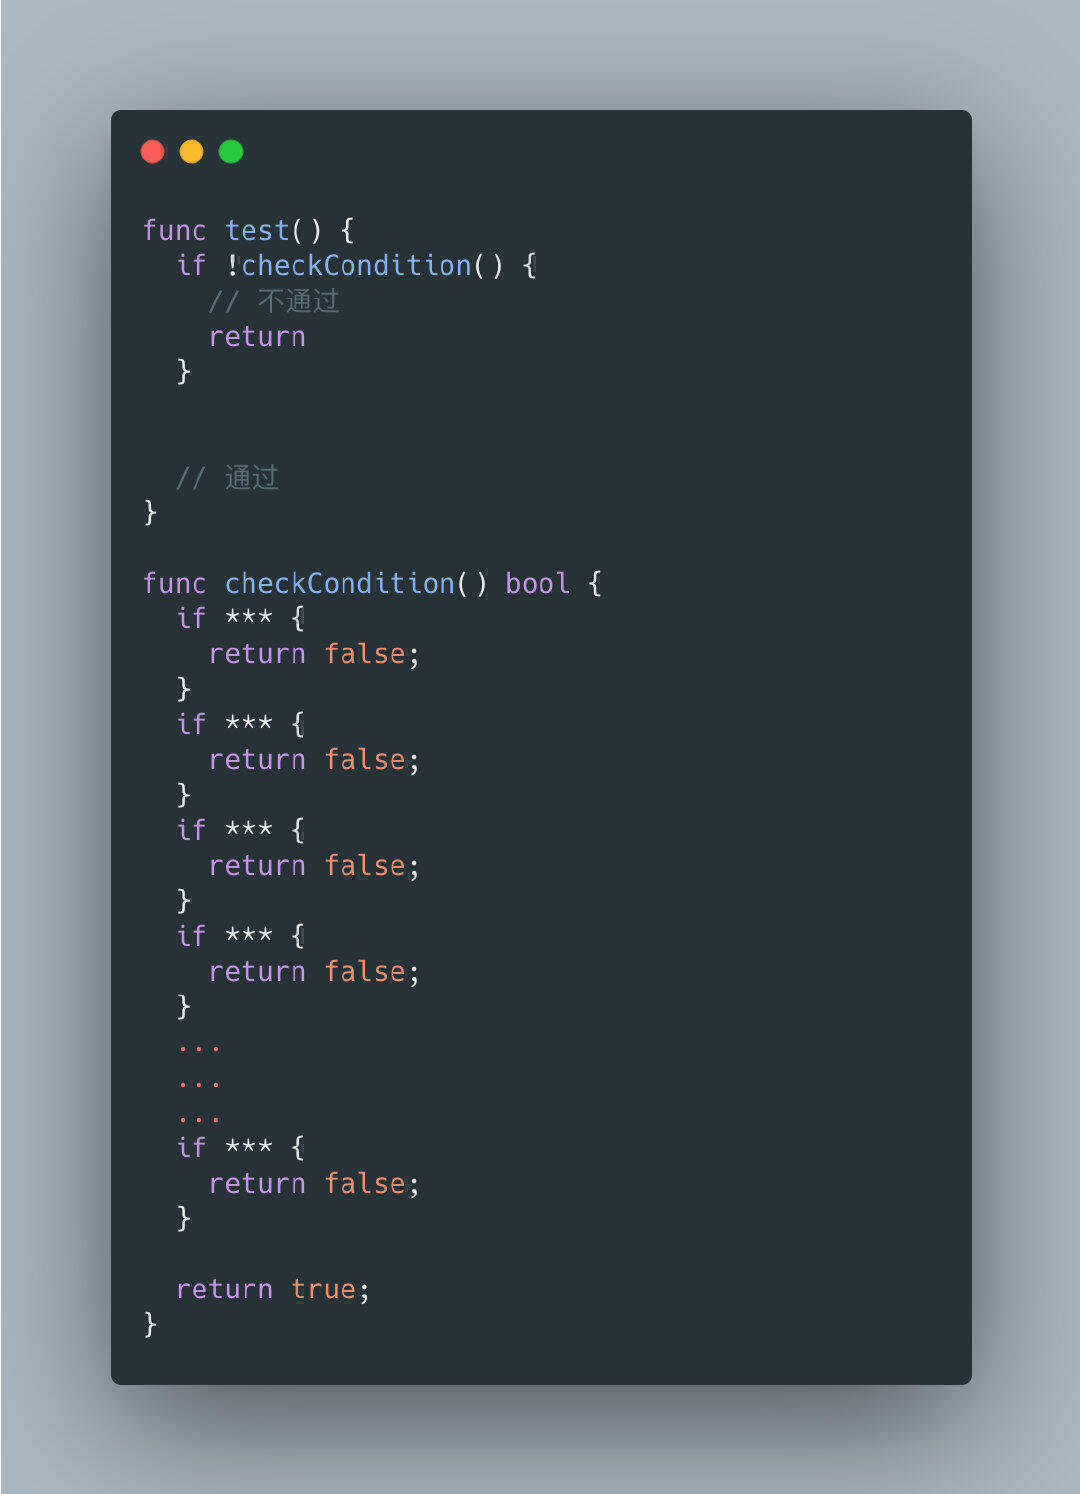 func test() {
  if !checkCondition() {
    // 不通过
    return
  }
  // 通过
}
func checkCondition() bool {
  if *** {
    return false;
  }
  if *** {
    return false;
  }
  if *** {
    return false;
  }
  if *** {
    return false;
  }
  ...
  ...
  ...
  if *** {
    return false;
  }
  return true;
}